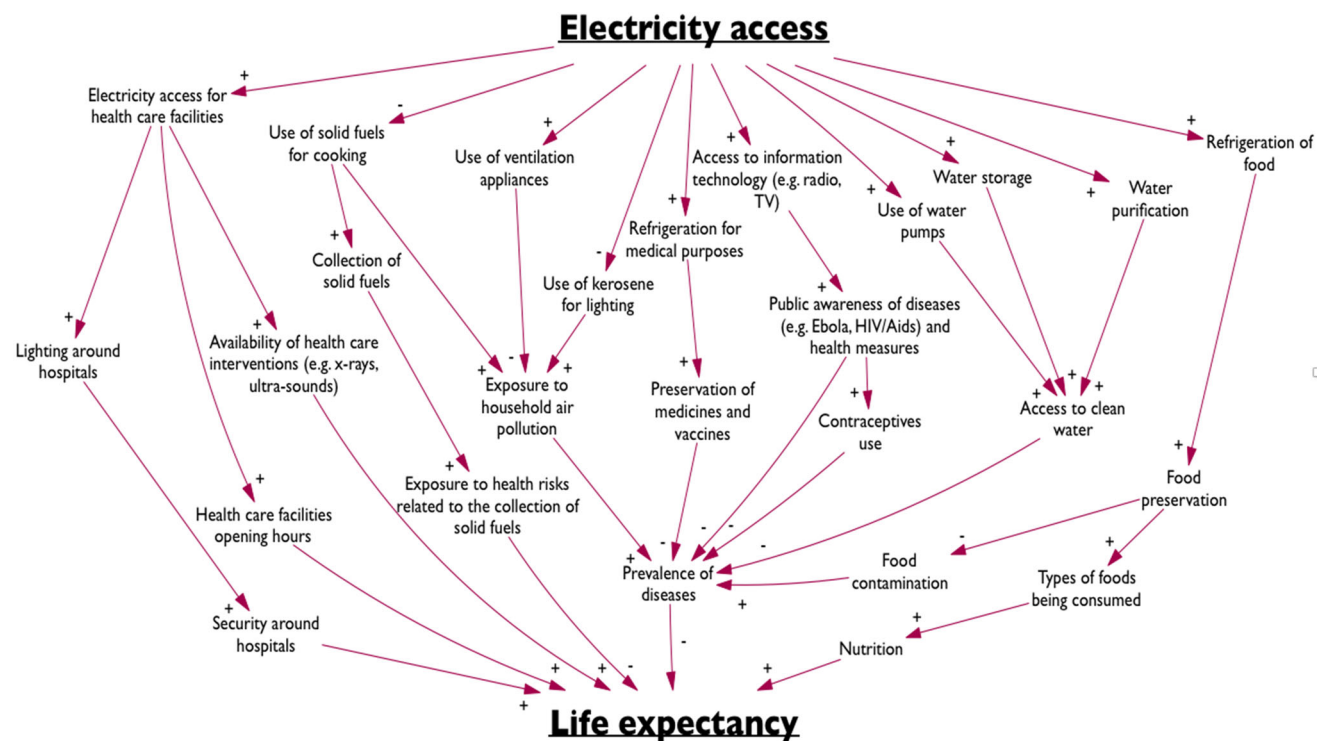 Electricity access
+
Electricity access for
health care facilities
-
Use of solid fuels
for cooking
+
Use of ventilation
appliances
+
Access to information
technology (e.g. radio,
TV)
+
Water storage
+
Refrigeration of
food
+
Water
purification
+
Use of water
pumps
+
Refrigeration for
medical purposes
+
Collection of
solid fuels
-
Use of kerosene
for lighting
+
Public awareness of diseases
(e.g. Ebola, HIV/Aids) and
health measures
+
Lighting around
hospitals
+
Availability of health care
interventions (e.g. x-rays,
ultra-sounds)
+
-
+
Exposure to
household air
pollution
+
Preservation of
medicines and
vaccines
+
Contraceptives
use
+
+
+
Access to clean
water
+
Food
preservation
+
Exposure to health risks
related to the collection of
solid fuels
+
Health care facilities
opening hours
+
-
-
-
-
+
Prevalence of
diseases
-
Food
contamination
+
Types of foods
being consumed
+
Security around
hospitals
+
Nutrition
+
+
+
-
-
+
Life expectancy